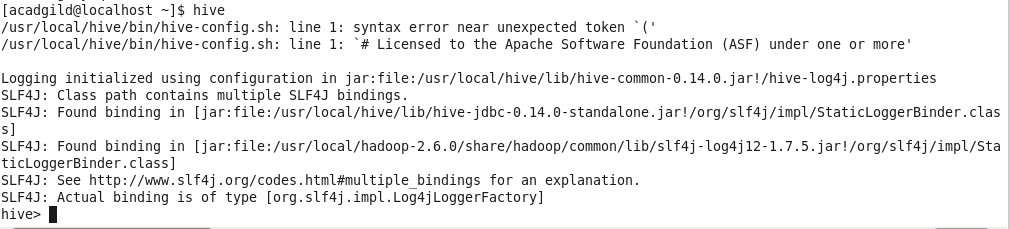 [acadgild@localhost ~]$ hive
/usr/local/hive/bin/hive-config.sh: line 1: syntax error near unexpected token `('
/usr/local/hive/bin/hive-config.sh: line 1: `# Licensed to the Apache Software Foundation (ASF) under one or more'
Logging initialized using configuration in jar:file:/usr/local/hive/lib/hive-common-0.14.0.jar!/hive-log4j.properties
SLF4J: Class path contains multiple SLF4J bindings.
SLF4J: Found binding in [jar:file:/usr/local/hive/lib/hive-jdbc-0.14.0-standalone.jar!/org/slf4j/impl/StaticLoggerBinder.clas
s]
SLF4J: Found binding in [jar:file:/usr/local/hadoop-2.6.0/share/hadoop/common/lib/slf4j-log4j12-1.7.5.jar!/org/slf4j/impl/Sta
ticLoggerBinder.class]
SLF4J: See http://www.slf4j.org/codes.html#multiple_bindings for an explanation.
SLF4J: Actual binding is of type [org.slf4j.impl.Log4jLoggerFactory]
hive>